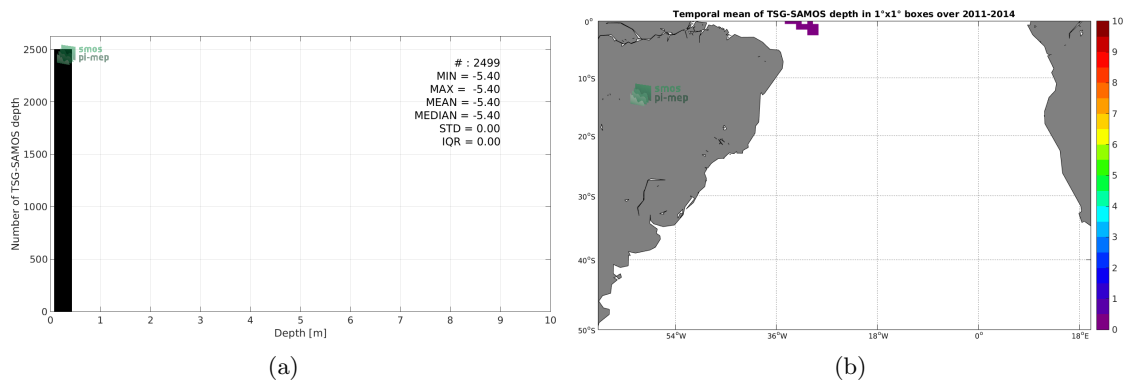 smos
pi-mep
# : 2499
MIN = -5.40
MAX = -5.40
MEAN = -5.40
MEDIAN = -5.40
STD = 0.00
IQR = 0.00
Number of TSG-SAMOS depth
2500
2000
1500
1000
500
0
0 1 2 3 4 5 6 7 8 9 10
Depth [m]
(a)
Temporal mean of TSG-SAMOS depth in 1°x1° boxes over 2011-2014
0°
10°S
20°S
30°S
40°S
50°S
smos
pi-mep
54°W 36°W 18°W 0° 18°E
10
9
8
7
6
5
4
3
2
1
0
(b)